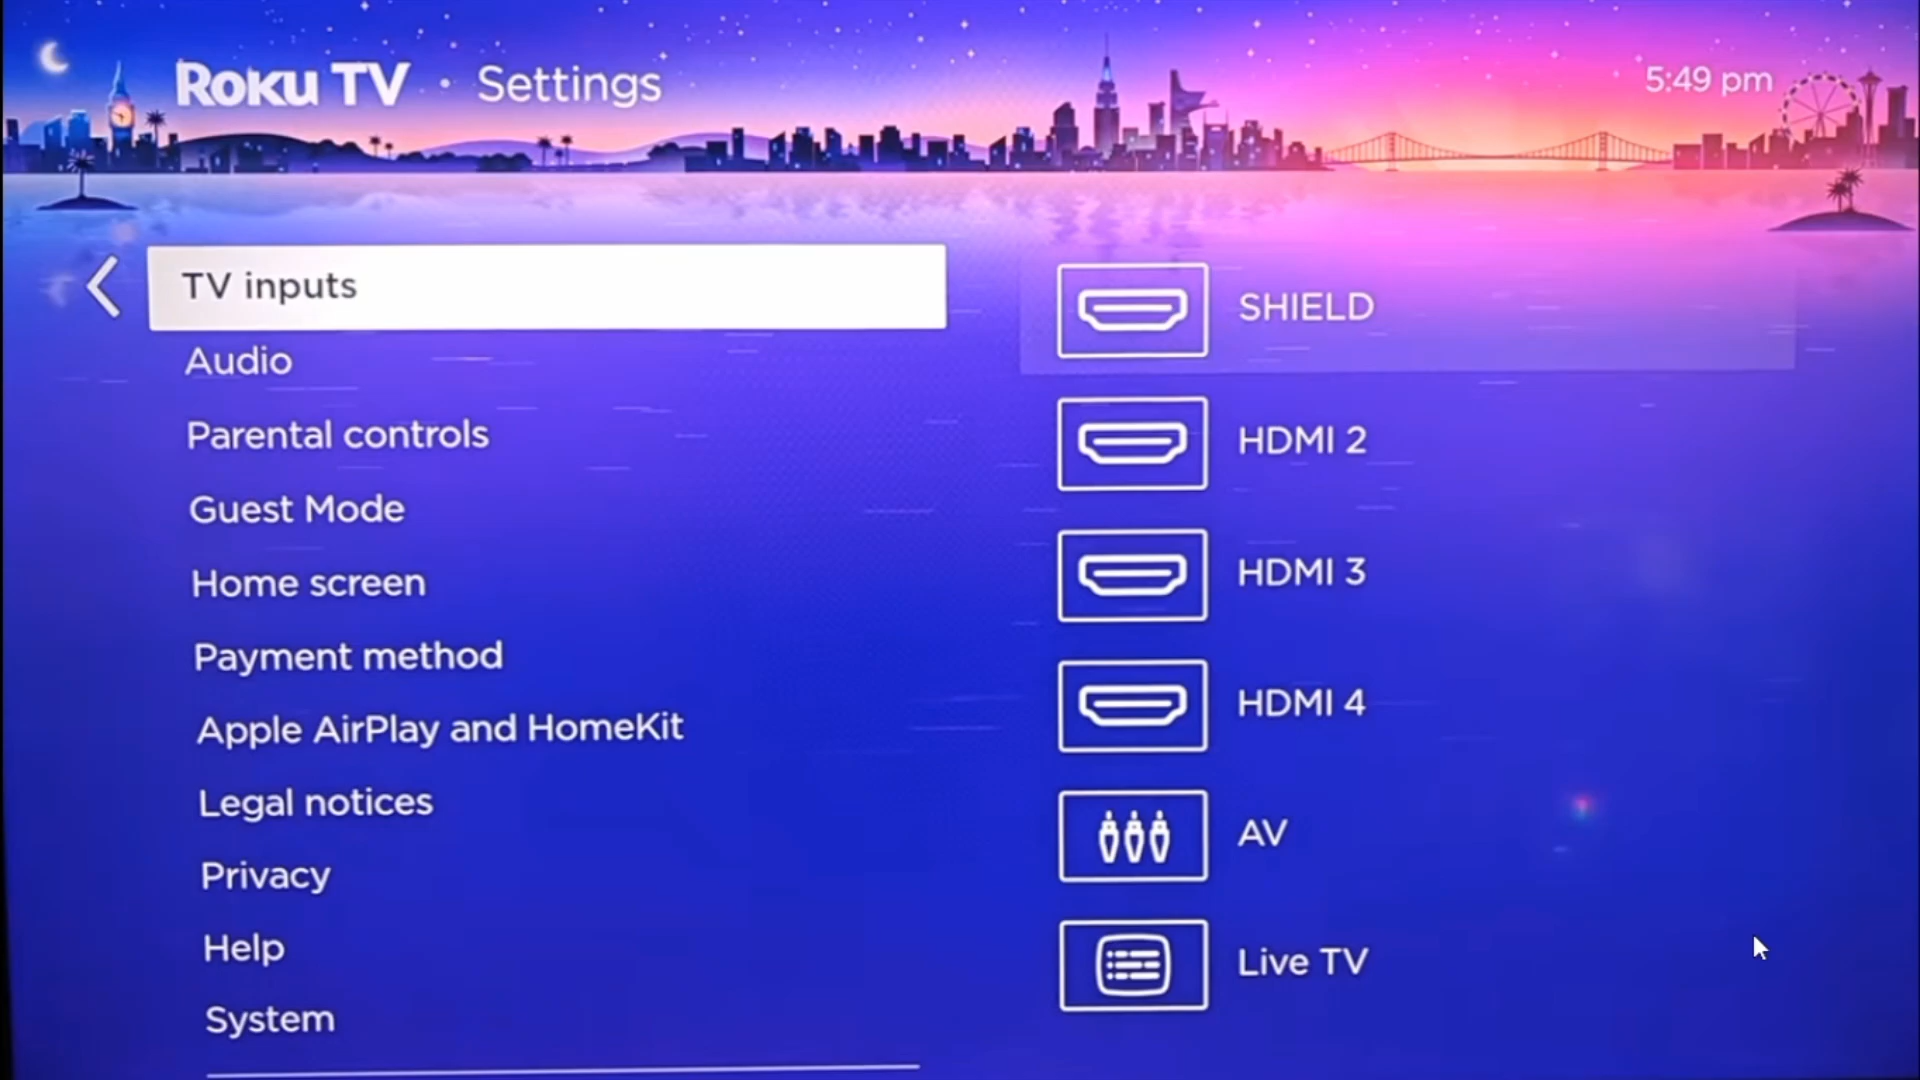 Roku TV · Settings
5:49 pm
TV inputs
Audio
Parental controls
Guest Mode
Home screen
Payment method
Apple AirPlay and HomeKit
Legal notices
Privacy
Help
System
SHIELD
HDMI 2
HDMI 3
HDMI 4
AV
Live TV